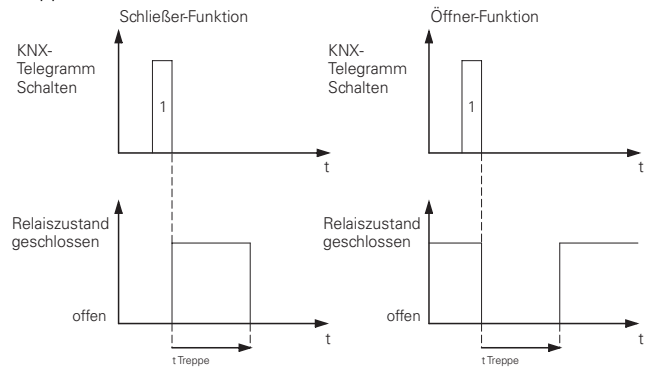 Schließer-Funktion
KNX-
Telegramm
Schalten
1
t
Relaiszustand
geschlossen
offen
t
t Treppe
Öffner-Funktion
KNX-
Telegramm
Schalten
1
t
Relaiszustand
geschlossen
offen
t
t Treppe